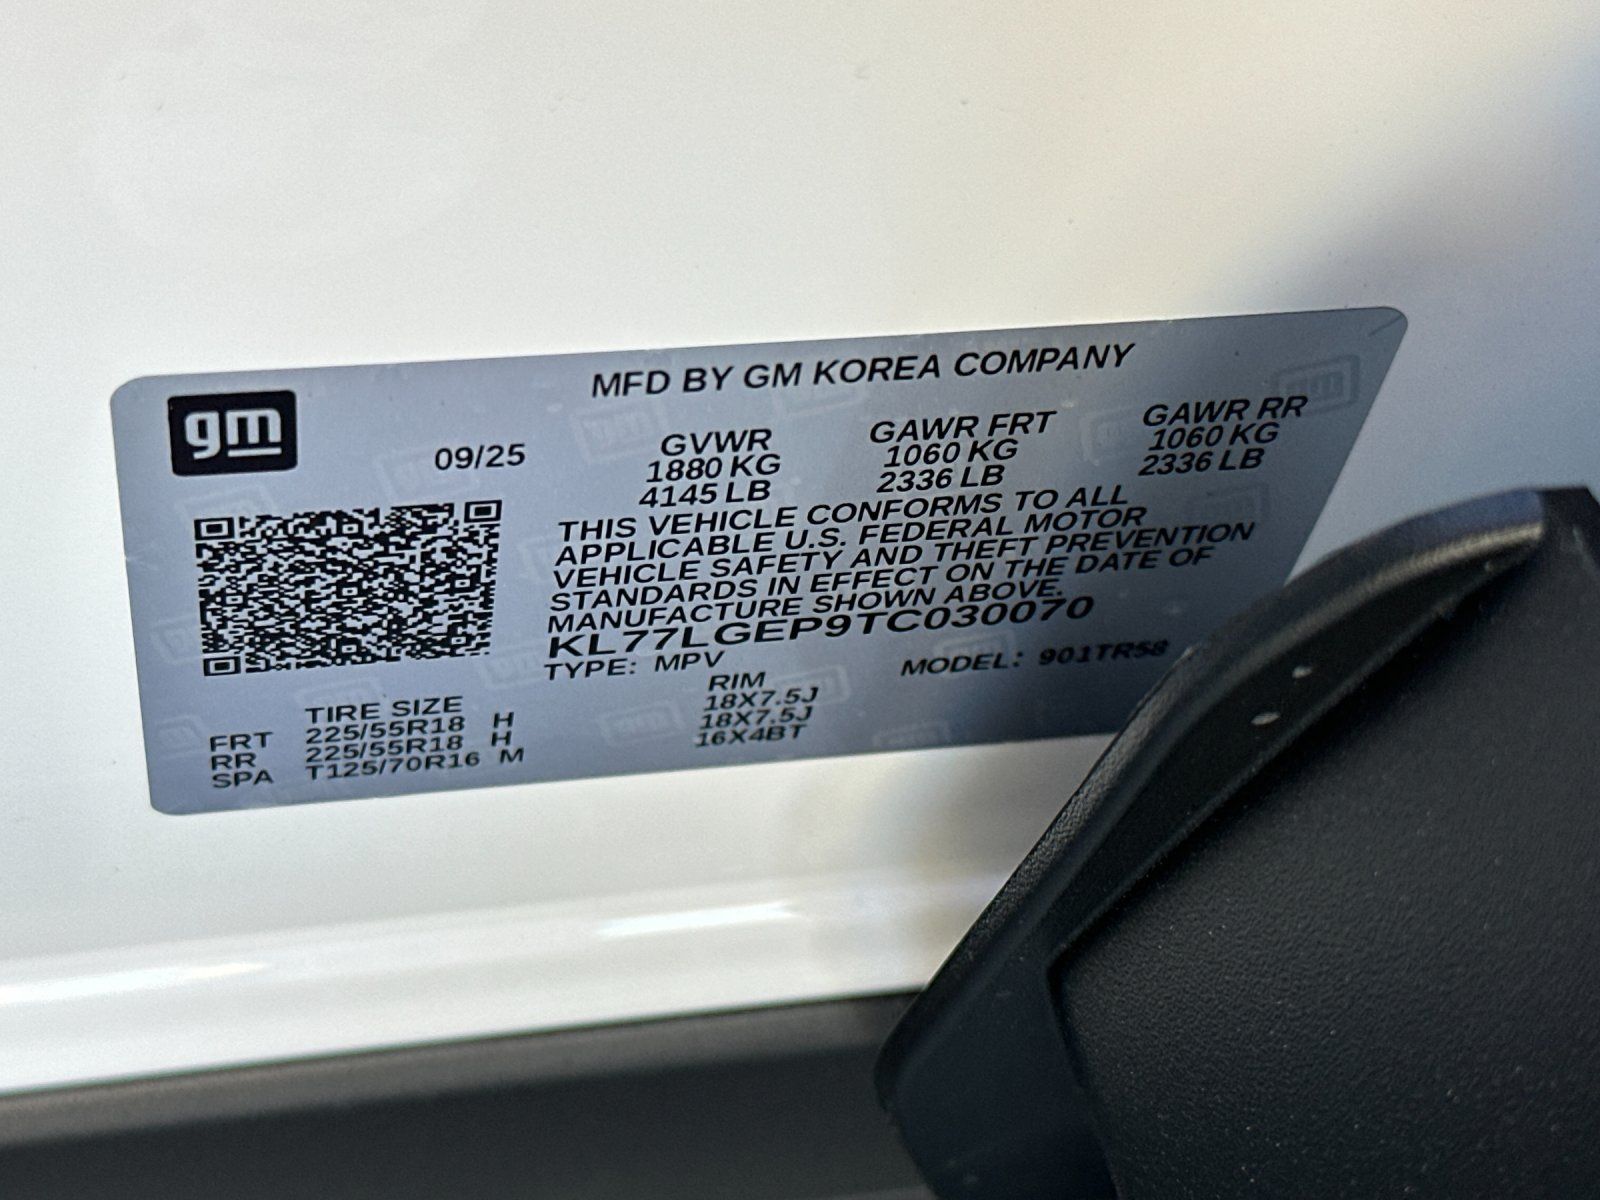 MFD BY GM KOREA COMPANY
gm
09/25
GVWR GAWR FRT GAWR RR
1880 KG 1060 KG 1060 KG
4145 LB 2336 LB 2336 LB
THIS VEHICLE CONFORMS TO ALL
APPLICABLE U.S. FEDERAL MOTOR
VEHICLE SAFETY AND THEFT PREVENTION
STANDARDS IN EFFECT ON THE DATE OF
MANUFACTURE SHOWN ABOVE.
KL77LGEP9TC030070
TYPE: MPV MODEL: 901TR58
TIRE SIZE RIM
FRT 225/55R18 H 18X7.5J
RR 225/55R18 H 18X7.5J
SPA T125/70R16 M 16X4BT